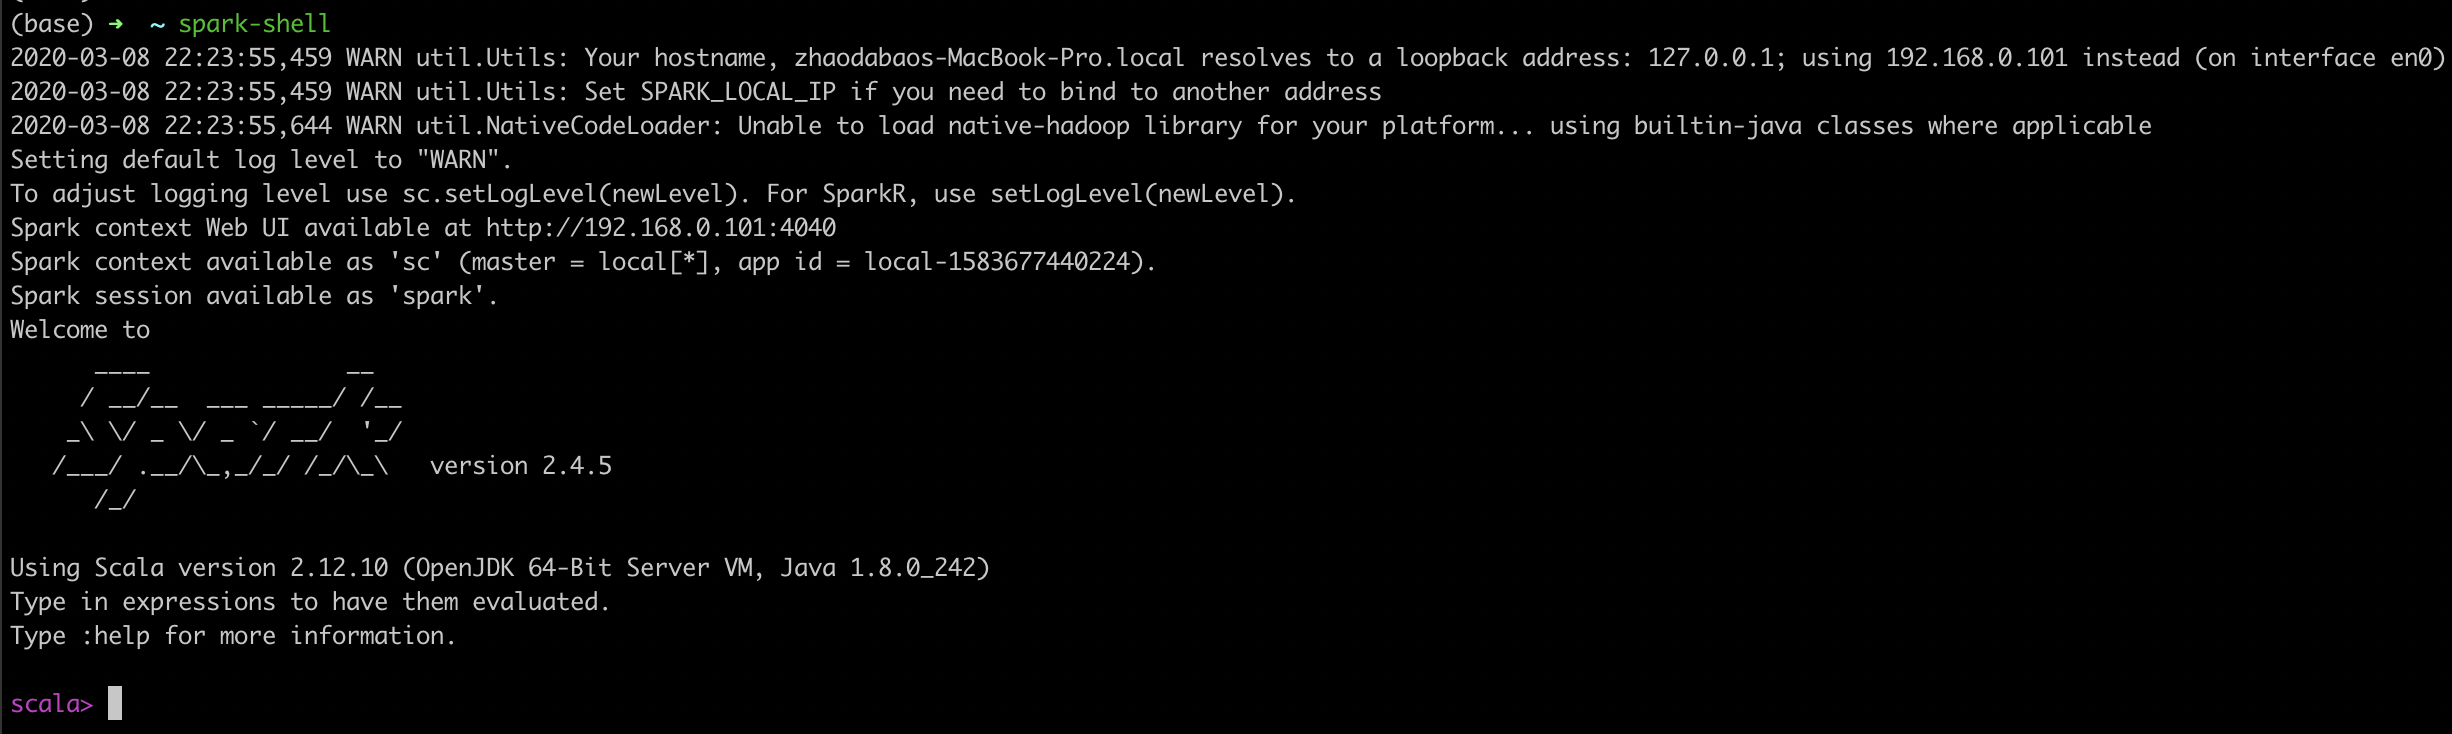 (base) ➜  ~ spark-shell
2020-03-08 22:23:55,459 WARN util.Utils: Your hostname, zhaodabaos-MacBook-Pro.local resolves to a loopback address: 127.0.0.1; using 192.168.0.101 instead (on interface en0)
2020-03-08 22:23:55,459 WARN util.Utils: Set SPARK_LOCAL_IP if you need to bind to another address
2020-03-08 22:23:55,644 WARN util.NativeCodeLoader: Unable to load native-hadoop library for your platform... using builtin-java classes where applicable
Setting default log level to "WARN".
To adjust logging level use sc.setLogLevel(newLevel). For SparkR, use setLogLevel(newLevel).
Spark context Web UI available at http://192.168.0.101:4040
Spark context available as 'sc' (master = local[*], app id = local-1583677440224).
Spark session available as 'spark'.
Welcome to
      ____              __
     / __/__  ___ _____/ /__
    _\ \/ _ \/ _ `/ __/  '_/
   /___/ .__/\_,_/_/ /_/\_\   version 2.4.5
      /_/
Using Scala version 2.12.10 (OpenJDK 64-Bit Server VM, Java 1.8.0_242)
Type in expressions to have them evaluated.
Type :help for more information.
scala>